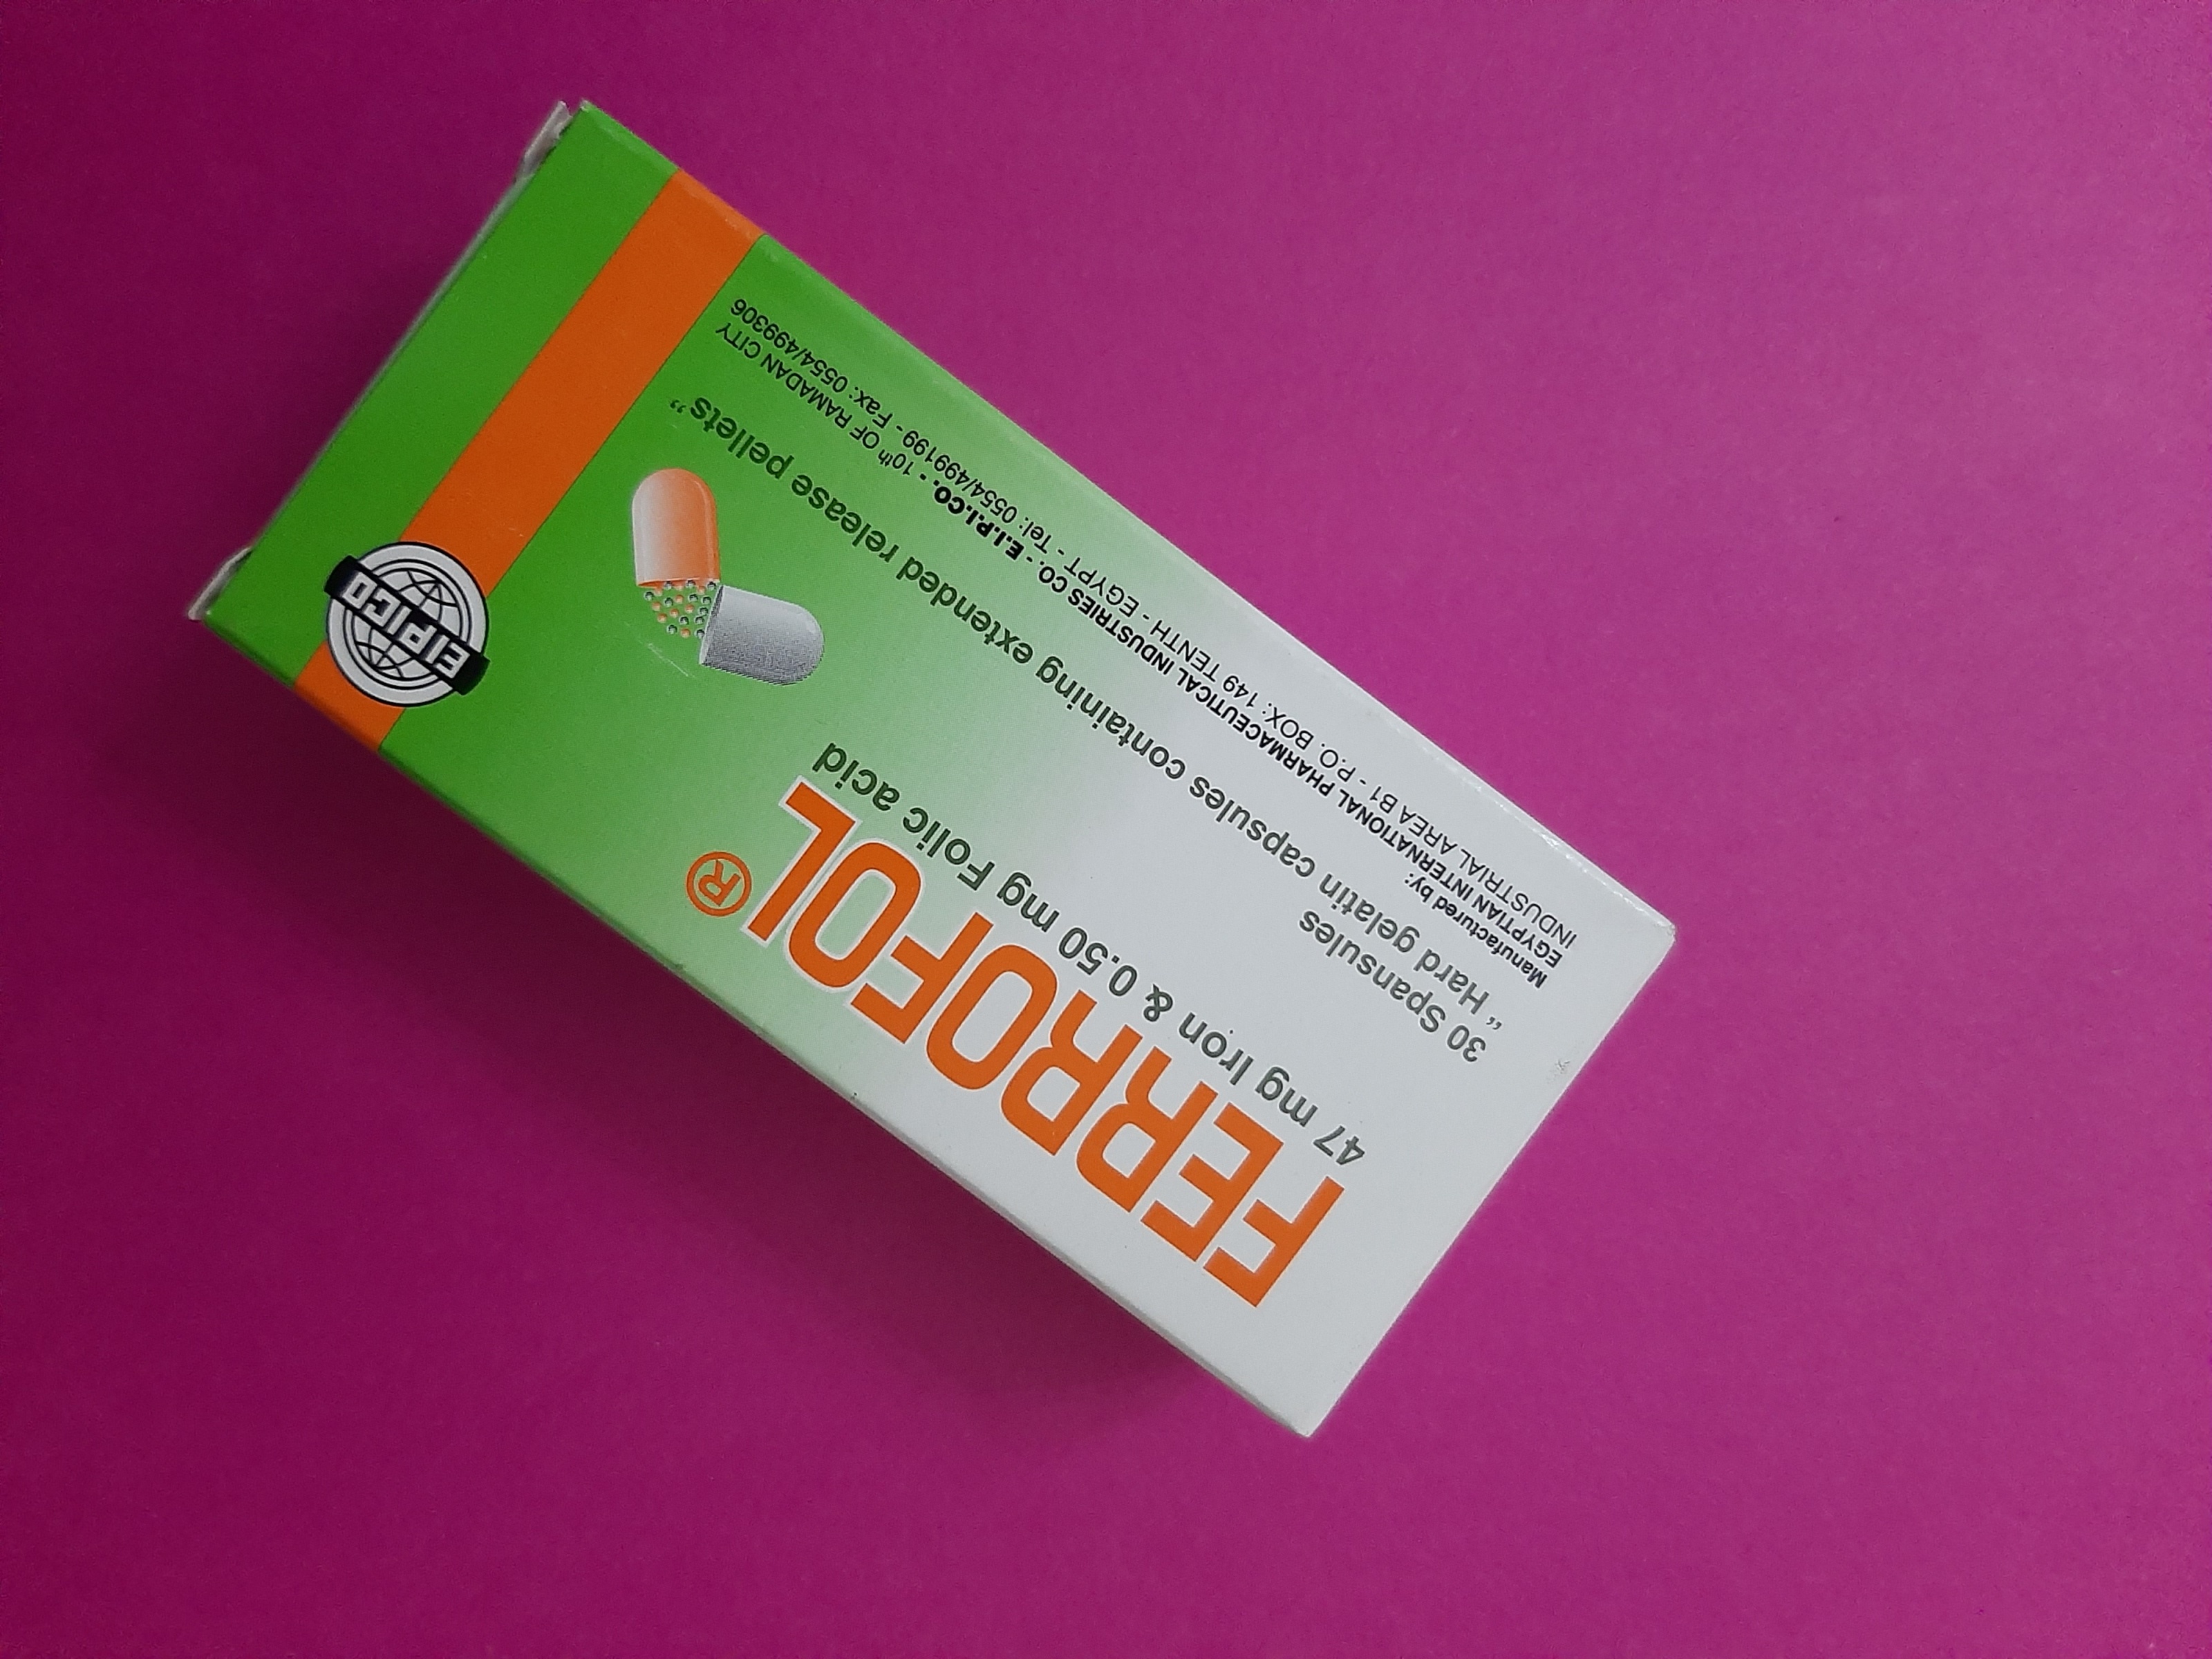 FERROFOL®
47 mg Iron & 0.50 mg Folic acid
30 Spansules
" Hard gelatin capsules containing extended release pellets "
Manufactured by:
EGYPTIAN INTERNATIONAL PHARMACEUTICAL INDUSTRIES CO. - E.I.P.I.CO. - 10th OF RAMADAN CITY
INDUSTRIAL AREA B1 - P.O. BOX: 149 TENTH - EGYPT - Tel: 0554/499199 - Fax: 0554/499306
EIPICO